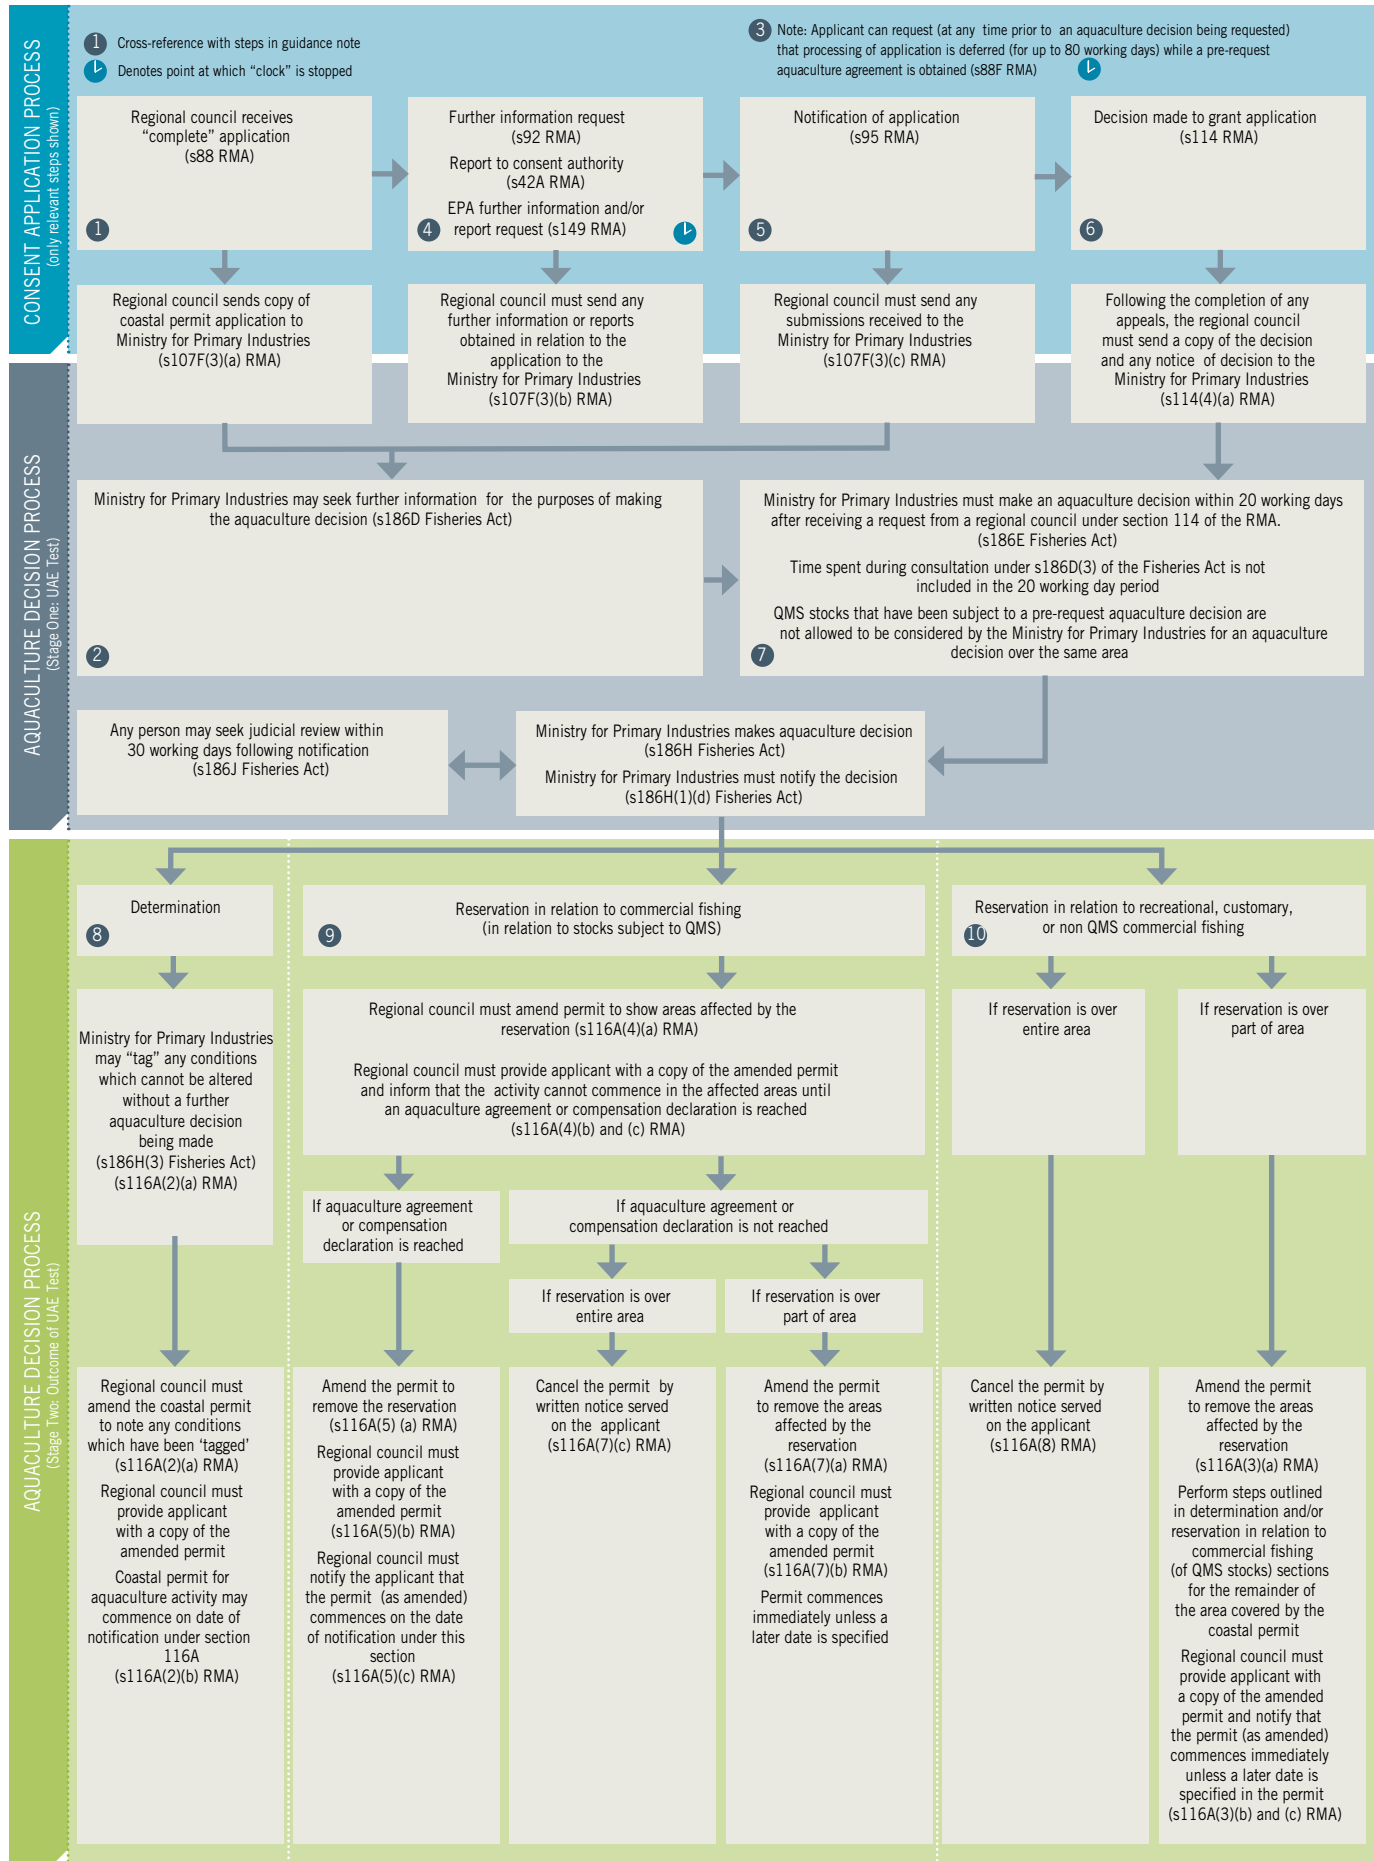 CONSENT APPLICATION PROCESS
(only relevant steps shown)
1 Cross-reference with steps in guidance note
Denotes point at which “clock” is stopped
3 Note: Applicant can request (at any time prior to an aquaculture decision being requested)
that processing of application is deferred (for up to 80 working days) while a pre-request
aquaculture agreement is obtained (s88F RMA)
Regional council receives
“complete” application
(s88 RMA)
1
Further information request
(s92 RMA)
Report to consent authority
(s42A RMA)
EPA further information and/or
report request (s149 RMA)
4
Notification of application
(s95 RMA)
5
Decision made to grant application
(s114 RMA)
6
Regional council sends copy of
coastal permit application to
Ministry for Primary Industries
(s107F(3)(a) RMA)
Regional council must send any
further information or reports
obtained in relation to the
application to the
Ministry for Primary Industries
(s107F(3)(b) RMA)
Regional council must send any
submissions received to the
Ministry for Primary Industries
(s107F(3)(c) RMA)
Following the completion of any
appeals, the regional council
must send a copy of the decision
and any notice of decision to the
Ministry for Primary Industries
(s114(4)(a) RMA)
AQUACULTURE DECISION PROCESS
(Stage One: UAE Test)
Ministry for Primary Industries may seek further information for the purposes of making
the aquaculture decision (s186D Fisheries Act)
2
Ministry for Primary Industries must make an aquaculture decision within 20 working days
after receiving a request from a regional council under section 114 of the RMA.
(s186E Fisheries Act)
Time spent during consultation under s186D(3) of the Fisheries Act is not
included in the 20 working day period
QMS stocks that have been subject to a pre-request aquaculture decision are
not allowed to be considered by the Ministry for Primary Industries for an aquaculture
decision over the same area
7
Any person may seek judicial review within
30 working days following notification
(s186J Fisheries Act)
Ministry for Primary Industries makes aquaculture decision
(s186H Fisheries Act)
Ministry for Primary Industries must notify the decision
(s186H(1)(d) Fisheries Act)
AQUACULTURE DECISION PROCESS
(Stage Two: Outcome of UAE Test)
Determination
8
Reservation in relation to commercial fishing
(in relation to stocks subject to QMS)
9
Reservation in relation to recreational, customary,
or non QMS commercial fishing
10
Ministry for Primary Industries
may “tag” any conditions
which cannot be altered
without a further
aquaculture decision
being made
(s186H(3) Fisheries Act)
(s116A(2)(a) RMA)
Regional council must amend permit to show areas affected by the
reservation (s116A(4)(a) RMA)
Regional council must provide applicant with a copy of the amended permit
and inform that the activity cannot commence in the affected areas until
an aquaculture agreement or compensation declaration is reached
(s116A(4)(b) and (c) RMA)
If reservation is over
entire area
If reservation is over
part of area
If aquaculture agreement
or compensation
declaration is reached
If aquaculture agreement or
compensation declaration is not reached
If reservation is over
entire area
If reservation is over
part of area
Regional council must
amend the coastal permit
to note any conditions
which have been ‘tagged’
(s116A(2)(a) RMA)
Regional council must
provide applicant
with a copy of the
amended permit
Coastal permit for
aquaculture activity may
commence on date of
notification under section
116A
(s116A(2)(b) RMA)
Amend the permit to
remove the reservation
(s116A(5) (a) RMA)
Regional council must
provide applicant
with a copy of the
amended permit
(s116A(5)(b) RMA)
Regional council must
notify the applicant that
the permit (as amended)
commences on the date
of notification under this
section
(s116A(5)(c) RMA)
Cancel the permit by
written notice served
on the applicant
(s116A(7)(c) RMA)
Amend the permit
to remove the areas
affected by the
reservation
(s116A(7)(a) RMA)
Regional council must
provide applicant
with a copy of the
amended permit
(s116A(7)(b) RMA)
Permit commences
immediately unless a
later date is specified
Cancel the permit by
written notice served
on the applicant
(s116A(8) RMA)
Amend the permit
to remove the areas
affected by the
reservation
(s116A(3)(a) RMA)
Perform steps outlined
in determination and/or
reservation in relation to
commercial fishing
(of QMS stocks) sections
for the remainder of
the area covered by the
coastal permit
Regional council must
provide applicant with
a copy of the amended
permit and notify that
the permit (as amended)
commences immediately
unless a later date is
specified in the permit
(s116A(3)(b) and (c) RMA)